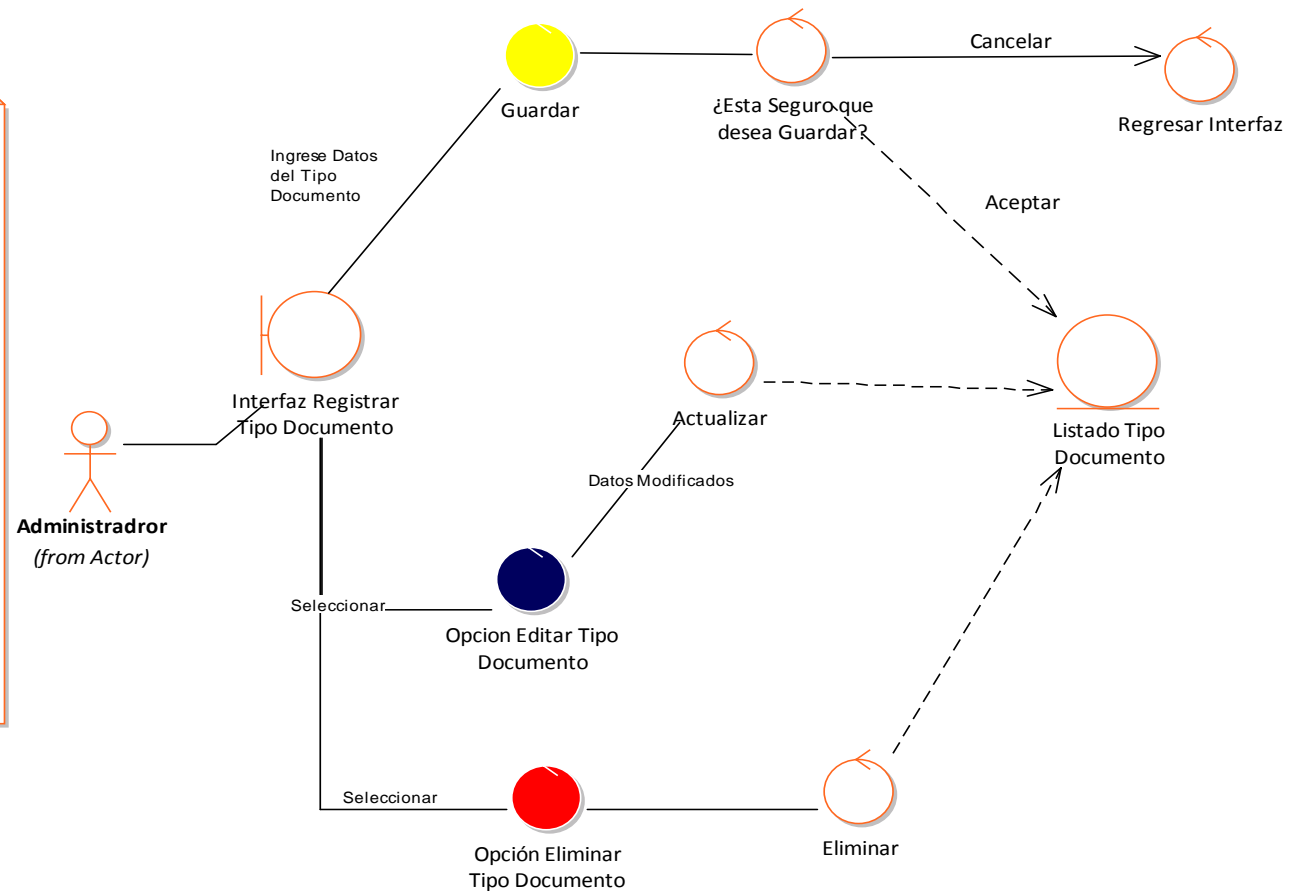 Cancelar
Guardar
¿Esta Seguro que
desea Guardar?
Regresar Interfaz
Ingrese Datos
del Tipo
Documento
Aceptar
Interfaz Registrar
Tipo Documento
Actualizar
Listado Tipo
Documento
Datos Modificados
Administradror
(from Actor)
Seleccionar
Opcion Editar Tipo
Documento
Seleccionar
Opción Eliminar
Tipo Documento
Eliminar